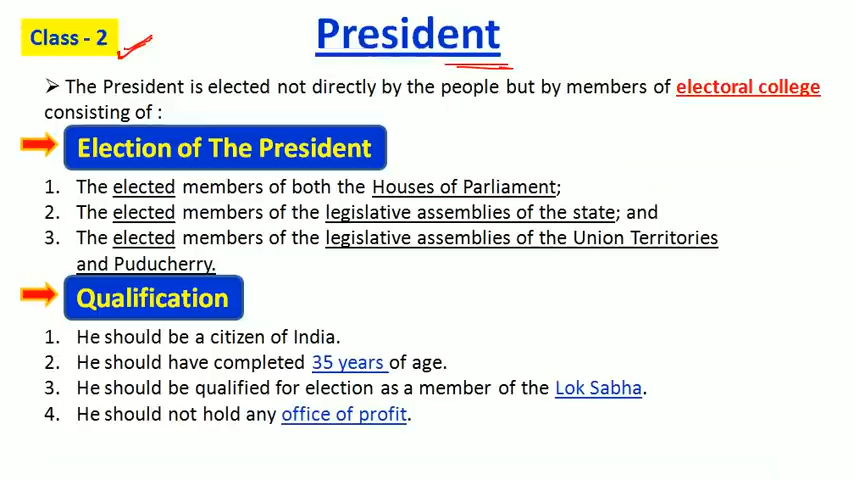 Class - 2
President
➢ The President is elected not directly by the people but by members of electoral college
consisting of :
Election of The President
1. The elected members of both the Houses of Parliament;
2. The elected members of the legislative assemblies of the state; and
3. The elected members of the legislative assemblies of the Union Territories
and Puducherry.
Qualification
1. He should be a citizen of India.
2. He should have completed 35 years of age.
3. He should be qualified for election as a member of the Lok Sabha.
4. He should not hold any office of profit.